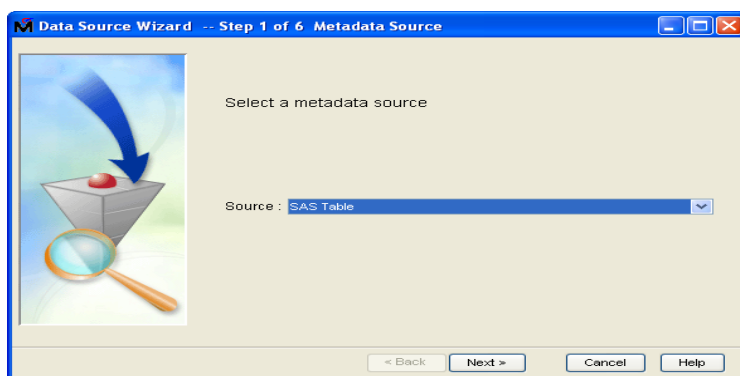 Data Source Wizard -- Step 1 of 6 Metadata Source
Select a metadata source
Source : SAS Table
< Back Next > Cancel Help